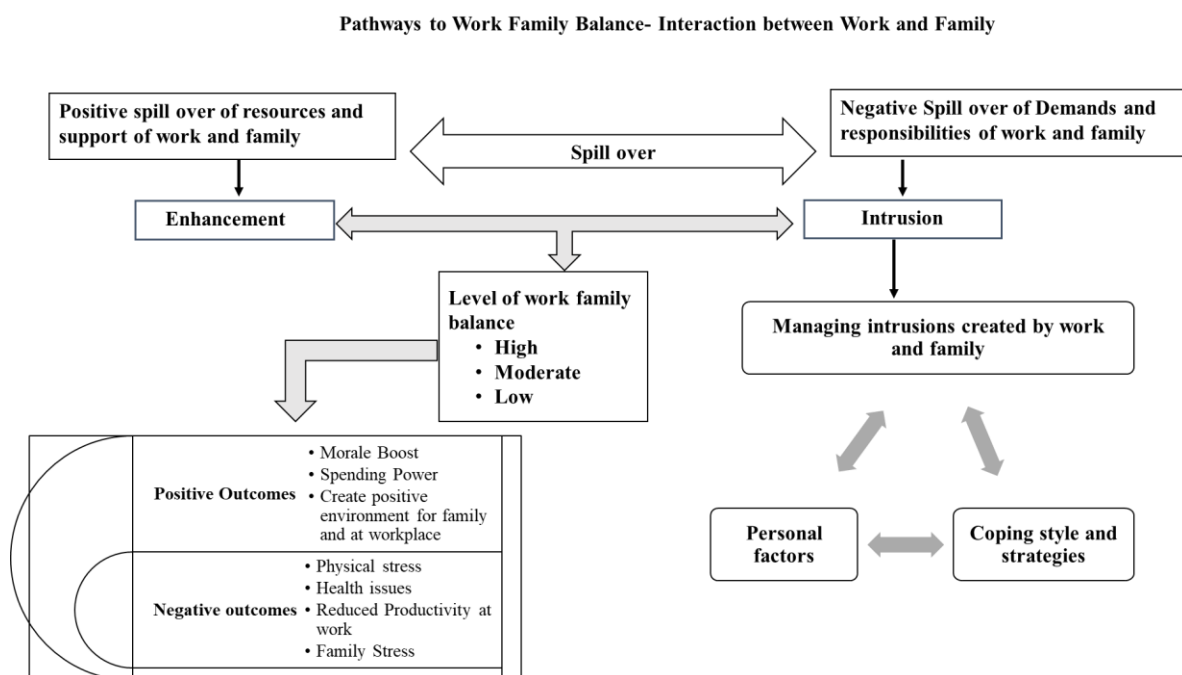 Pathways to Work Family Balance- Interaction between Work and Family
Positive spill over of resources and
support of work and family
Spill over
Negative Spill over of Demands and
responsibilities of work and family
Enhancement
Intrusion
Level of work family
balance
• High
• Moderate
• Low
Managing intrusions created by work
and family
Personal
factors
Coping style and
strategies
Positive Outcomes
• Morale Boost
• Spending Power
• Create positive
environment for family
and at workplace
Negative outcomes
• Physical stress
• Health issues
• Reduced Productivity at
work
• Family Stress